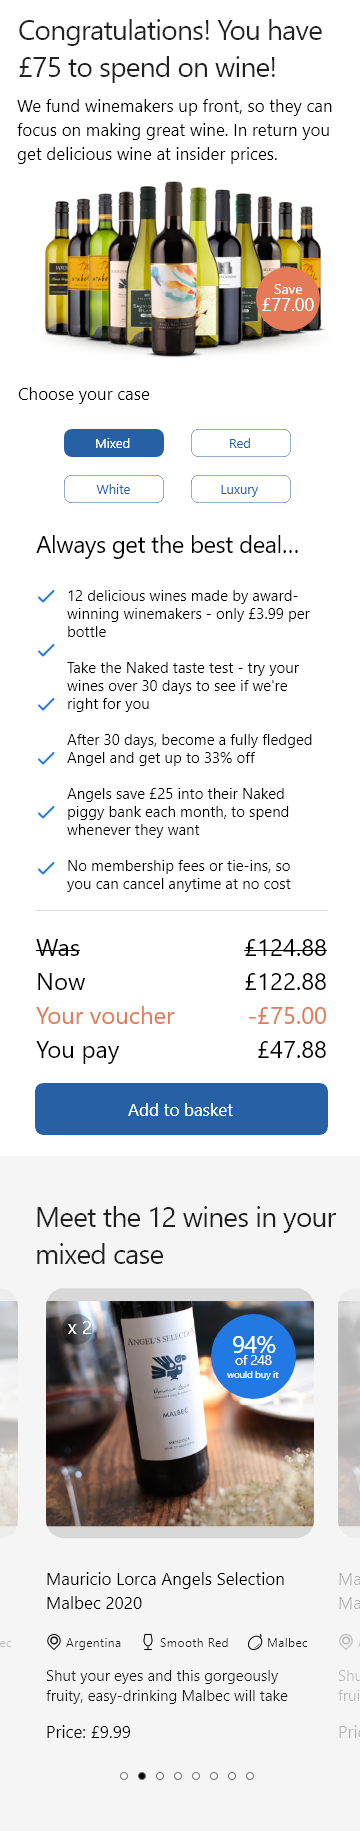 Congratulations! You have
£75 to spend on wine!
We fund winemakers up front, so they can
focus on making great wine. In return you
get delicious wine at insider prices.
Save
£77.00
Choose your case
Mixed
Red
White
Luxury
Always get the best deal...
12 delicious wines made by award-
winning winemakers - only £3.99 per
bottle
Take the Naked taste test - try your
wines over 30 days to see if we're
right for you
After 30 days, become a fully fledged
Angel and get up to 33% off
Angels save £25 into their Naked
piggy bank each month, to spend
whenever they want
No membership fees or tie-ins, so
you can cancel anytime at no cost
Was £124.88
Now £122.88
Your voucher -£75.00
You pay £47.88
Add to basket
Meet the 12 wines in your
mixed case
x 2
94%
of 248
would buy it
ANGEL'S SELECTION
MALBEC
Mauricio Lorca Angels Selection
Malbec 2020
Argentina Smooth Red Malbec
Shut your eyes and this gorgeously
fruity, easy-drinking Malbec will take
Price: £9.99